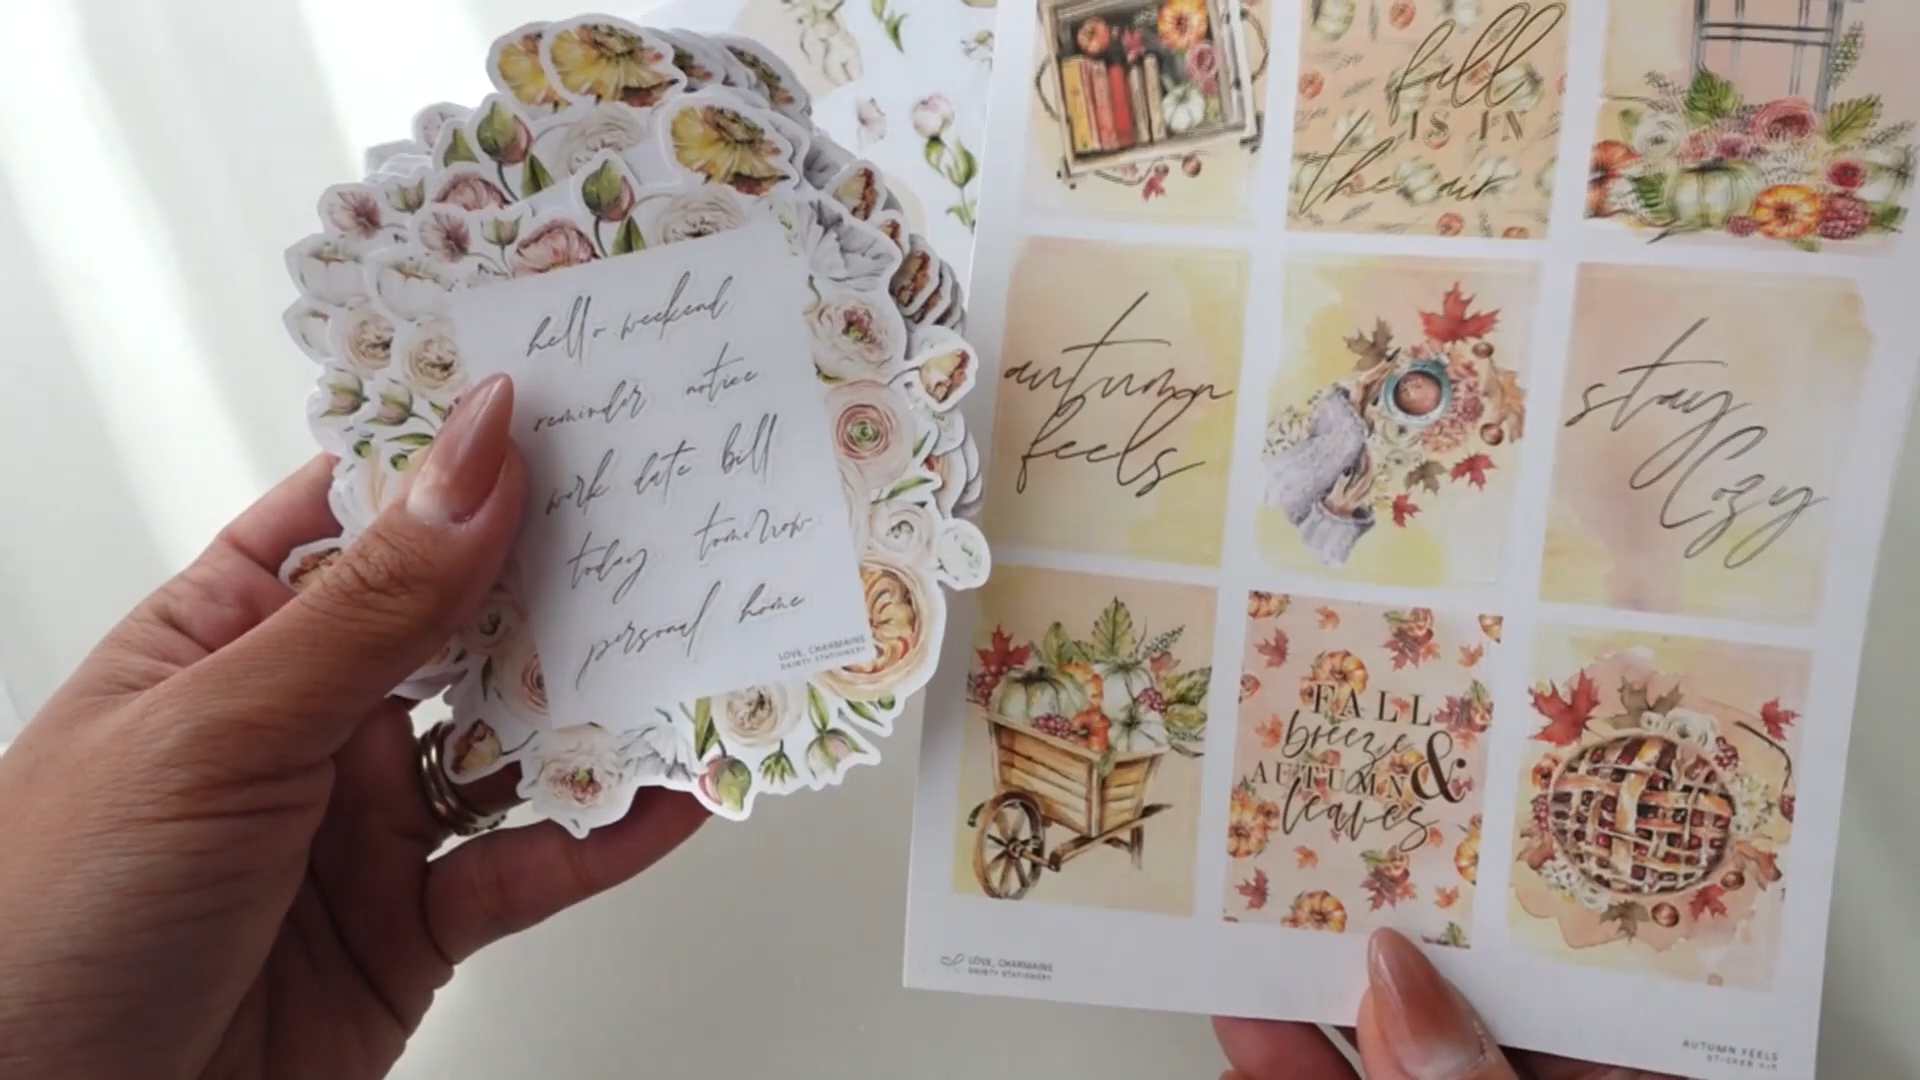 hello weekend
reminder notice
work date bill
today tomorrow
personal home
LOVE, CHARMAINE
DAINTY STATIONERY
fall
IS IN
the air
autumn
feels
stay
Cozy
FALL
breeze
AUTUMN &
leaves
LOVE, CHARMAINE
DAINTY STATIONERY
AUTUMN FEELS
STICKER